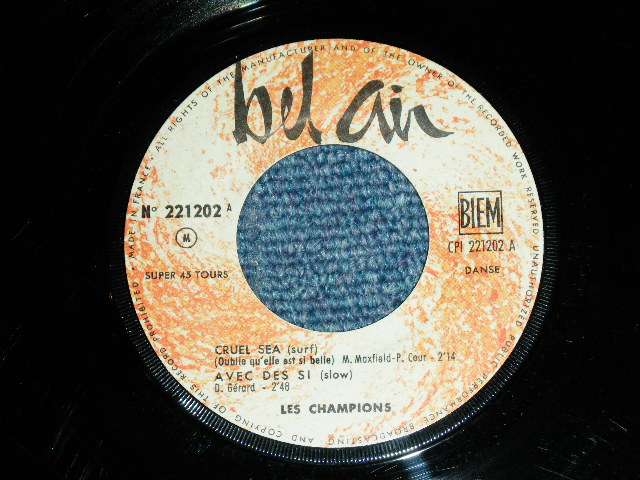 bel air
MADE IN FRANCE • ALL RIGHTS OF THE MANUFACTURER AND OF THE OWNER OF THE RECORDED WORK RESERVED UNAUTHORIZED PUBLIC PERFORMANCE BROADCASTING AND COPYING OF THIS RECORD PROHIBITED •
N° 221202 A
M
SUPER 45 TOURS
BIEM
CPI 221202 A
DANSE
CRUEL SEA (surf)
(Oublie qu'elle est si belle) M. Maxfield-P. Cour - 2'14
AVEC DES SI (slow)
D. Gérard - 2'48
LES CHAMPIONS